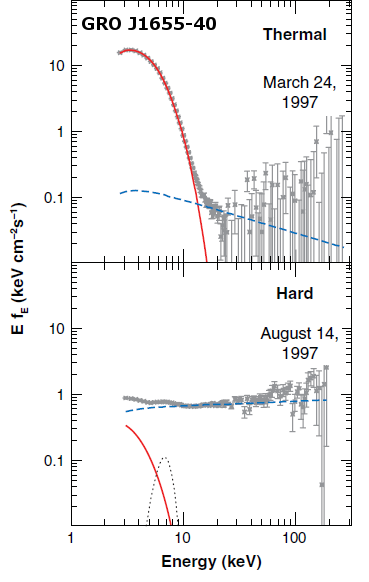 GRO J1655-40
Thermal
March 24,
1997
10
1
0.1
E f_E (keV cm⁻²s⁻¹)
Hard
August 14,
1997
10
1
0.1
1
10
100
Energy (keV)